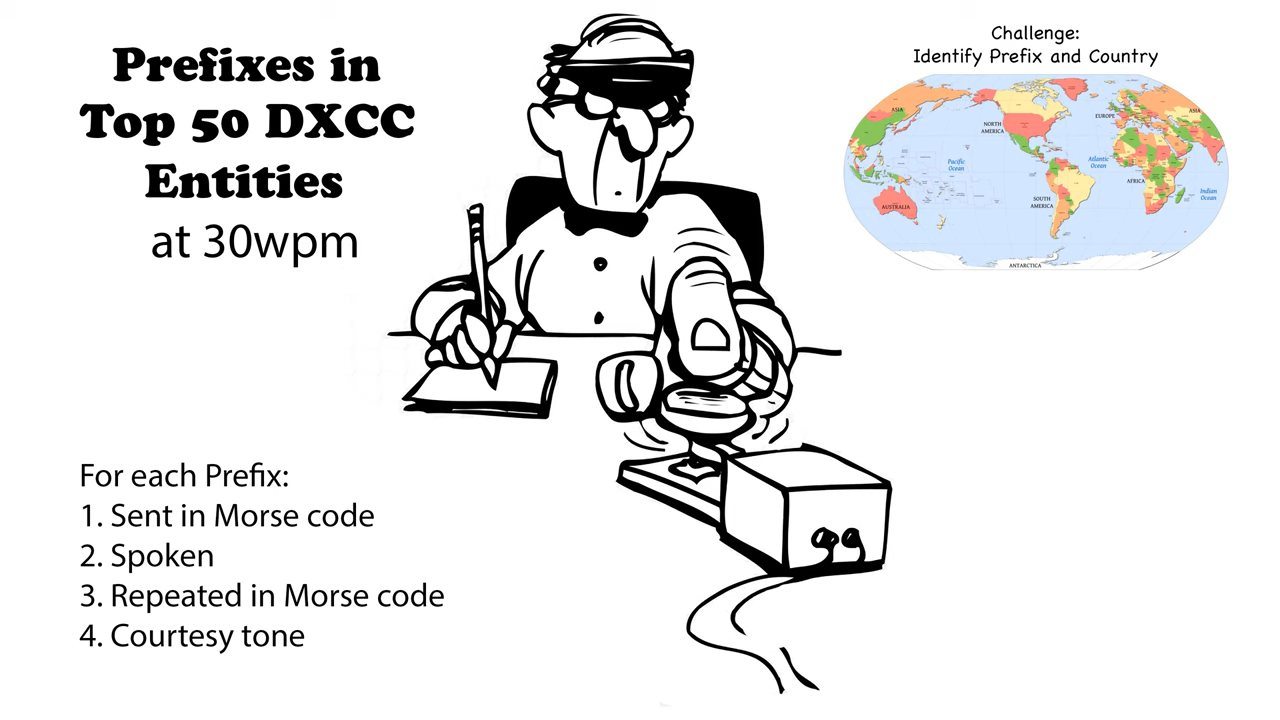 Prefixes in
Top 50 DXCC
Entities
at 30wpm
Challenge:
Identify Prefix and Country
ASIA
NORTH
AMERICA
EUROPE
ASIA
Pacific
Ocean
Atlantic
Ocean
AFRICA
Indian
Ocean
SOUTH
AMERICA
AUSTRALIA
ANTARCTICA
For each Prefix:
1. Sent in Morse code
2. Spoken
3. Repeated in Morse code
4. Courtesy tone